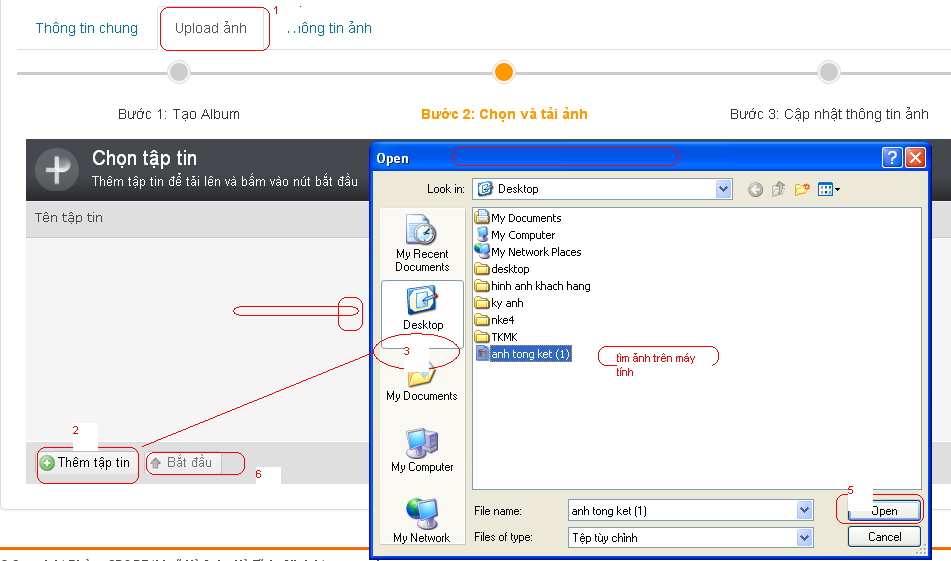 1
Thông tin chung
Upload ảnh
ông tin ảnh
Bước 1: Tạo Album
Bước 2: Chọn và tải ảnh
Bước 3: Cập nhật thông tin ảnh
Chọn tập tin
Thêm tập tin để tải lên và bấm vào nút bắt đầu
Tên tập tin
Open
Look in:
Desktop
My Recent
Documents
Desktop
3
My Documents
My Computer
My Network
My Documents
My Computer
My Network Places
desktop
hinh anh khach hang
ky anh
nke4
TKMK
anh tong ket (1)
tìm ảnh trên máy
tính
2
Thêm tập tin
Bắt đầu
6
5
File name:
anh tong ket (1)
Open
Files of type:
Tệp tùy chỉnh
Cancel